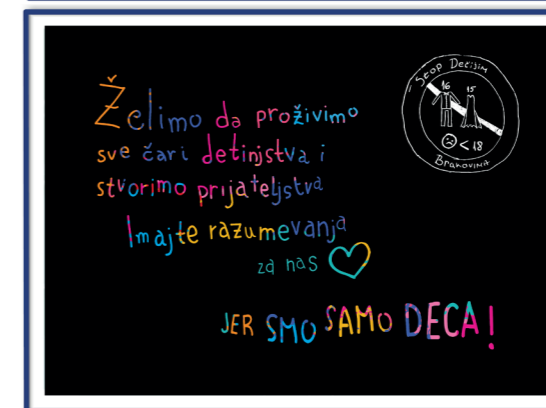 Želimo da proživimo
sve čari detinjstva i
stvorimo prijateljstva
Imajte razumevanja
za nas
JER SMO SAMO DECA!
STOP DEČIJIM
16 15
< 18
BRAKOVIMA